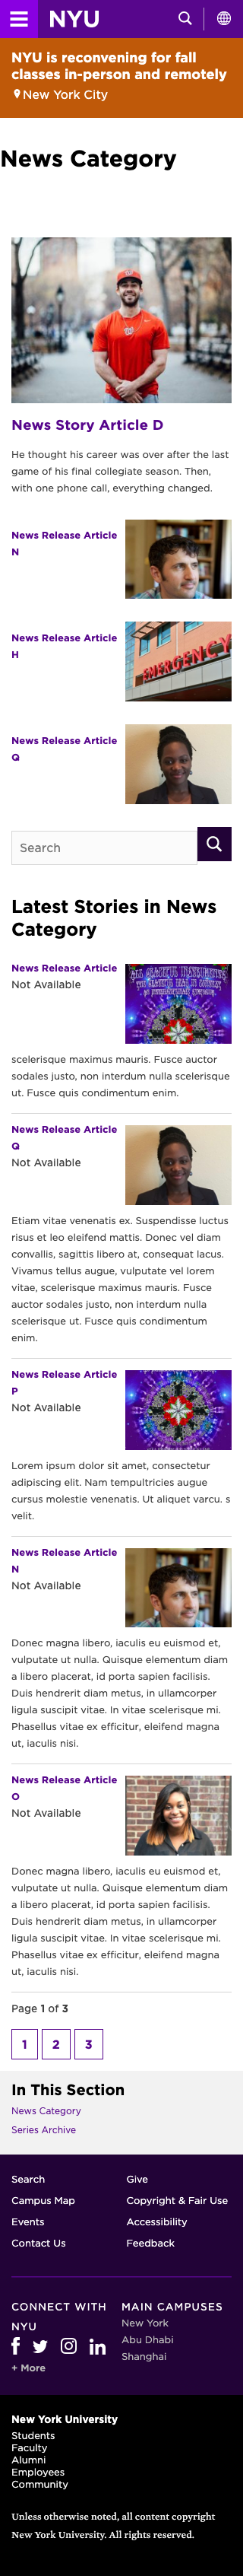 NYU
NYU is reconvening for fall
classes in-person and remotely
New York City
News Category
News Story Article D
He thought his career was over after the last
game of his final collegiate season. Then,
with one phone call, everything changed.
News Release Article
N
News Release Article
H
EMERGENCY
News Release Article
Q
Search
Latest Stories in News
Category
News Release Article
Not Available
scelerisque maximus mauris. Fusce auctor
sodales justo, non interdum nulla scelerisque
ut. Fusce quis condimentum enim.
News Release Article
Q
Not Available
Etiam vitae venenatis ex. Suspendisse luctus
risus et leo eleifend mattis. Donec vel diam
convallis, sagittis libero at, consequat lacus.
Vivamus tellus augue, vulputate vel lorem
vitae, scelerisque maximus mauris. Fusce
auctor sodales justo, non interdum nulla
scelerisque ut. Fusce quis condimentum
enim.
News Release Article
P
Not Available
Lorem ipsum dolor sit amet, consectetur
adipiscing elit. Nam tempultricies augue
cursus molestie venenatis. Ut aliquet varcu. s
velit.
News Release Article
N
Not Available
Donec magna libero, iaculis eu euismod et,
vulputate ut nulla. Quisque elementum diam
a libero placerat, id porta sapien facilisis.
Duis hendrerit diam metus, in ullamcorper
ligula suscipit vitae. In vitae scelerisque mi.
Phasellus vitae ex efficitur, eleifend magna
ut, iaculis nisi.
News Release Article
O
Not Available
Donec magna libero, iaculis eu euismod et,
vulputate ut nulla. Quisque elementum diam
a libero placerat, id porta sapien facilisis.
Duis hendrerit diam metus, in ullamcorper
ligula suscipit vitae. In vitae scelerisque mi.
Phasellus vitae ex efficitur, eleifend magna
ut, iaculis nisi.
Page 1 of 3
1 2 3
In This Section
News Category
Series Archive
Search
Give
Campus Map
Copyright & Fair Use
Events
Accessibility
Contact Us
Feedback
CONNECT WITH
NYU
+ More
MAIN CAMPUSES
New York
Abu Dhabi
Shanghai
New York University
Students
Faculty
Alumni
Employees
Community
Unless otherwise noted, all content copyright
New York University. All rights reserved.